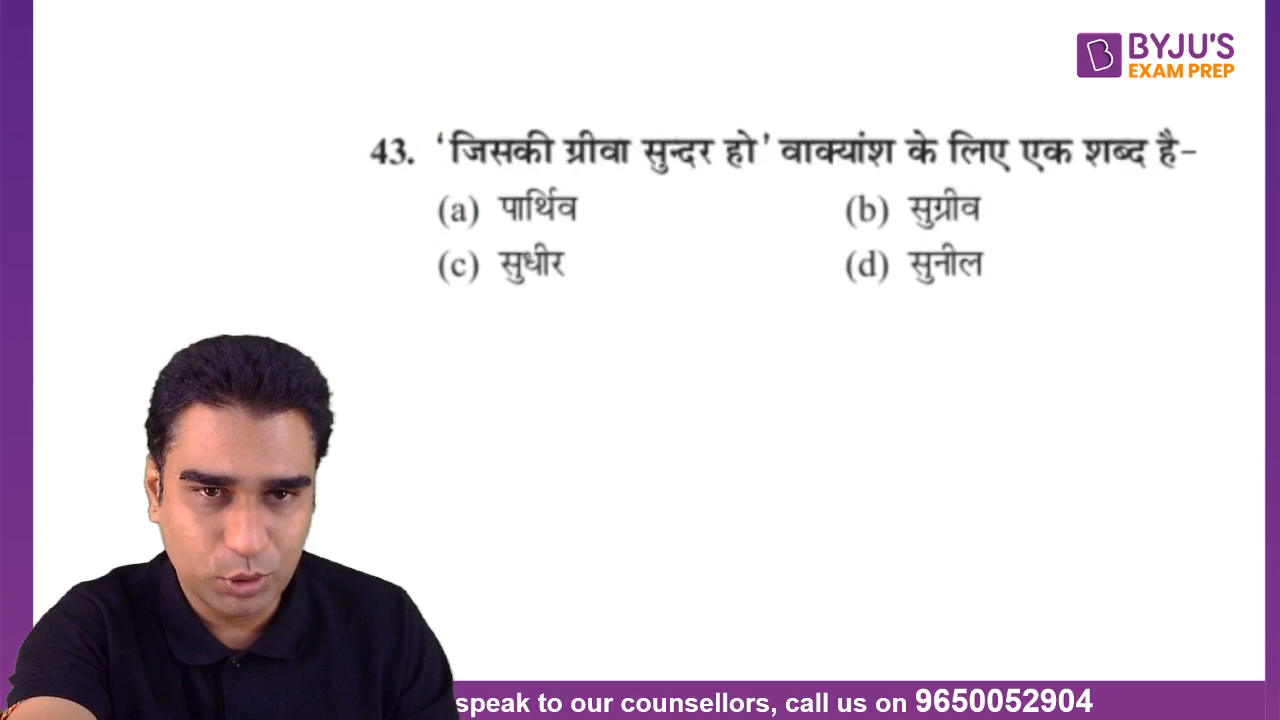 BYJU'S
EXAM PREP
43. 'जिसकी ग्रीवा सुन्दर हो' वाक्यांश के लिए एक शब्द है-
(a) पार्थिव (b) सुग्रीव
(c) सुधीर (d) सुनील
speak to our counsellors, call us on 9650052904